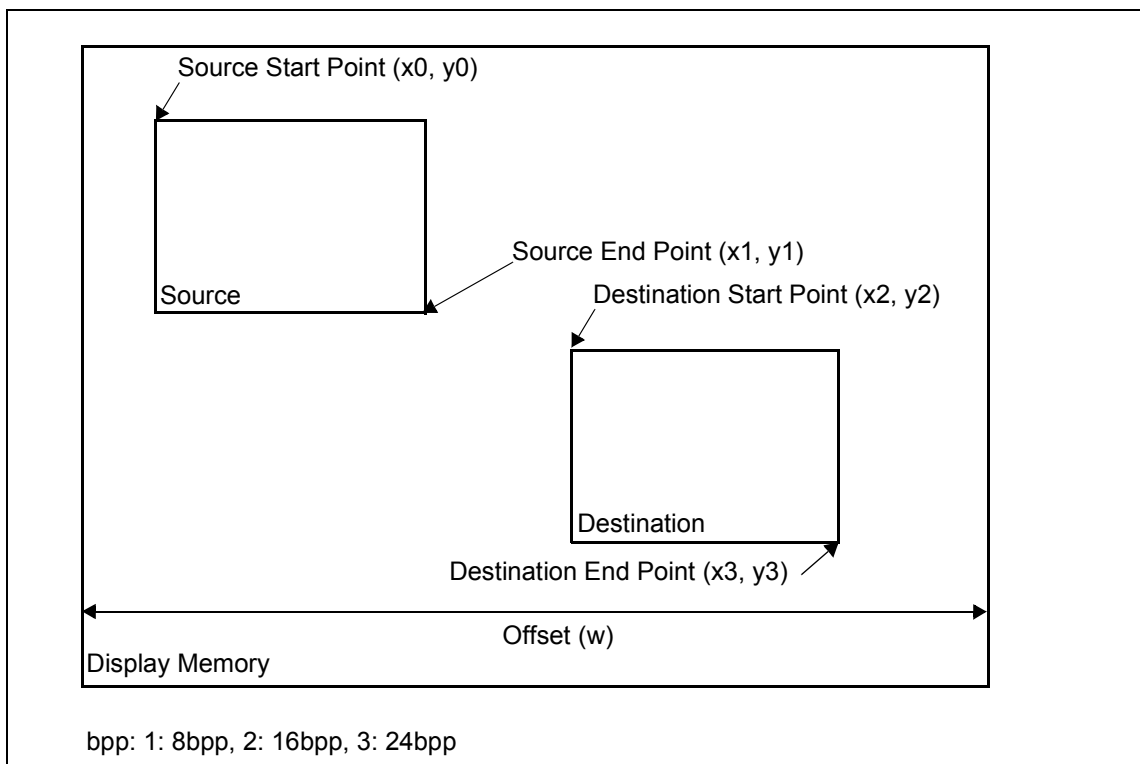 Source Start Point (x0, y0)
Source End Point (x1, y1)
Source
Destination Start Point (x2, y2)
Destination
Destination End Point (x3, y3)
Offset (w)
Display Memory
bpp: 1: 8bpp, 2: 16bpp, 3: 24bpp